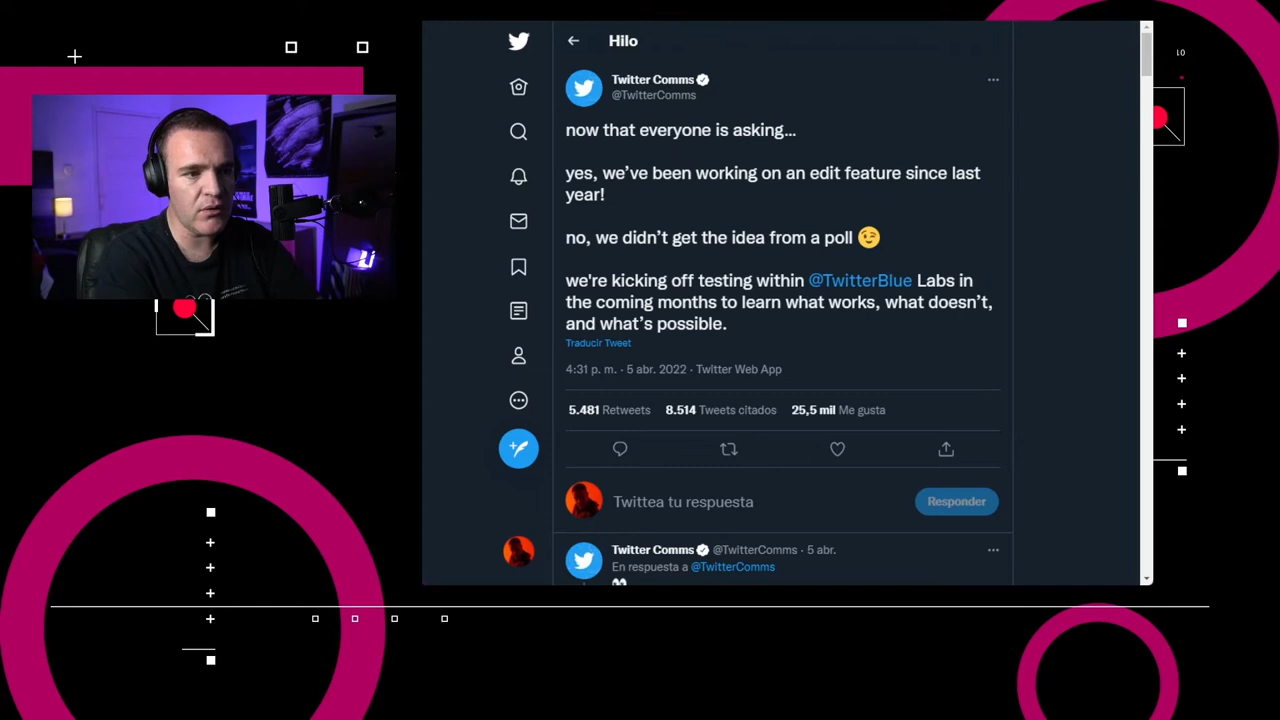 Hilo
Twitter Comms
@TwitterComms
now that everyone is asking...
yes, we've been working on an edit feature since last
year!
no, we didn't get the idea from a poll 😉
we're kicking off testing within @TwitterBlue Labs in
the coming months to learn what works, what doesn't,
and what's possible.
Traducir Tweet
4:31 p. m. · 5 abr. 2022 · Twitter Web App
5.481 Retweets 8.514 Tweets citados 25,5 mil Me gusta
Twittea tu respuesta
Responder
Twitter Comms @TwitterComms · 5 abr.
En respuesta a @TwitterComms
👀